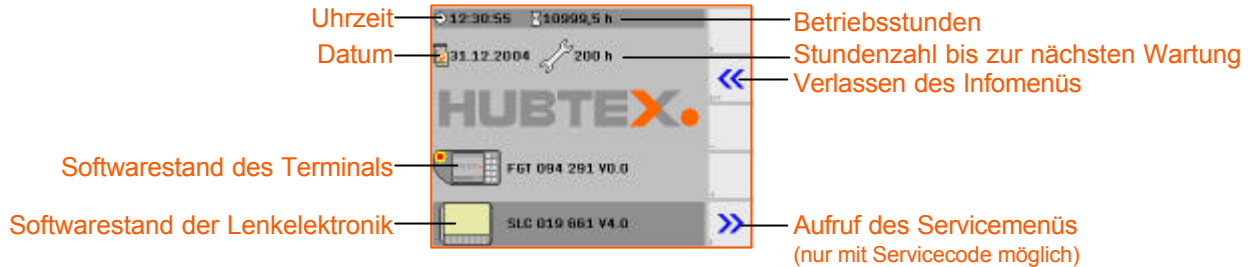 Uhrzeit
Datum
Softwarestand des Terminals
Softwarestand der Lenkelektronik
12:30:55 10999,5 h
31.12.2004 200 h
HUBTEX
FGT 094 291 V0.0
SLC 019 661 V4.0
Betriebsstunden
Stundenzahl bis zur nächsten Wartung
Verlassen des Infomenüs
Aufruf des Servicemenüs
(nur mit Servicecode möglich)